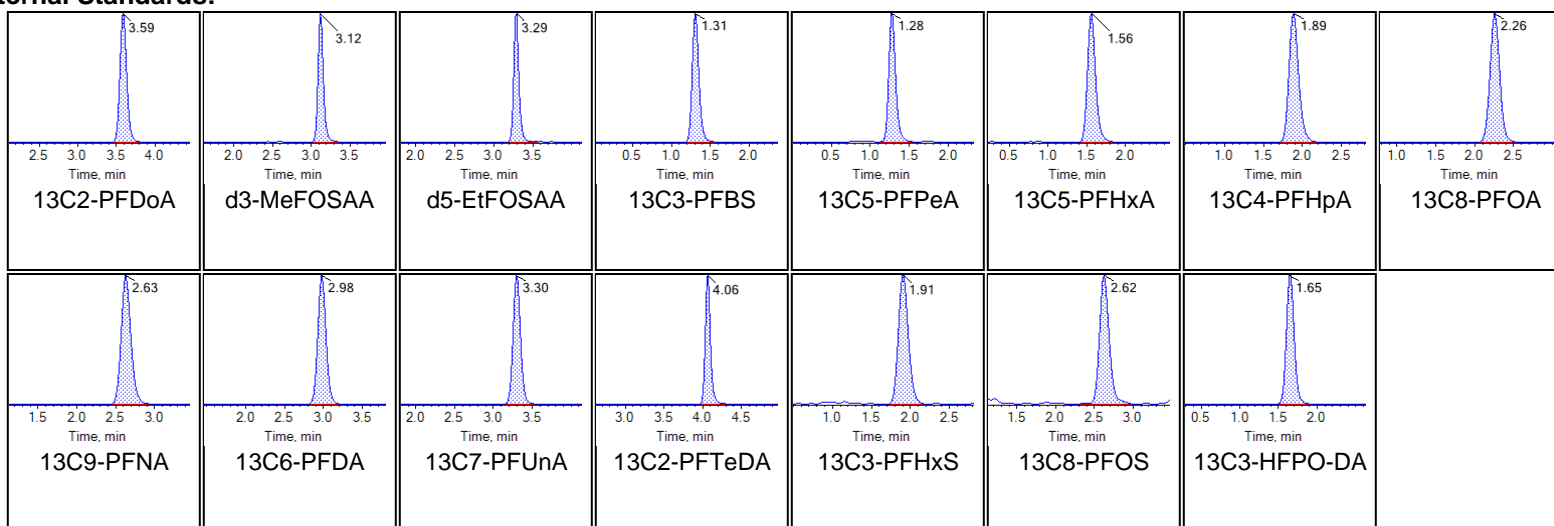 ternal Standards:
3.59 3.12 3.29 1.31 1.28 1.56 1.89 2.26
2.5 3.0 3.5 4.0 2.0 2.5 3.0 3.5 2.0 2.5 3.0 3.5 0.5 1.0 1.5 2.0 0.5 1.0 1.5 2.0 0.5 1.0 1.5 2.0 1.0 1.5 2.0 2.5 1.0 1.5 2.0 2.5
Time, min Time, min Time, min Time, min Time, min Time, min Time, min Time, min
13C2-PFDoA d3-MeFOSAA d5-EtFOSAA 13C3-PFBS 13C5-PFPeA 13C5-PFHxA 13C4-PFHpA 13C8-PFOA
2.63 2.98 3.30 4.06 1.91 2.62 1.65
1.5 2.0 2.5 3.0 2.0 2.5 3.0 3.5 2.0 2.5 3.0 3.5 3.0 3.5 4.0 4.5 1.0 1.5 2.0 2.5 1.5 2.0 2.5 3.0 0.5 1.0 1.5 2.0
Time, min Time, min Time, min Time, min Time, min Time, min Time, min
13C9-PFNA 13C6-PFDA 13C7-PFUnA 13C2-PFTeDA 13C3-PFHxS 13C8-PFOS 13C3-HFPO-DA